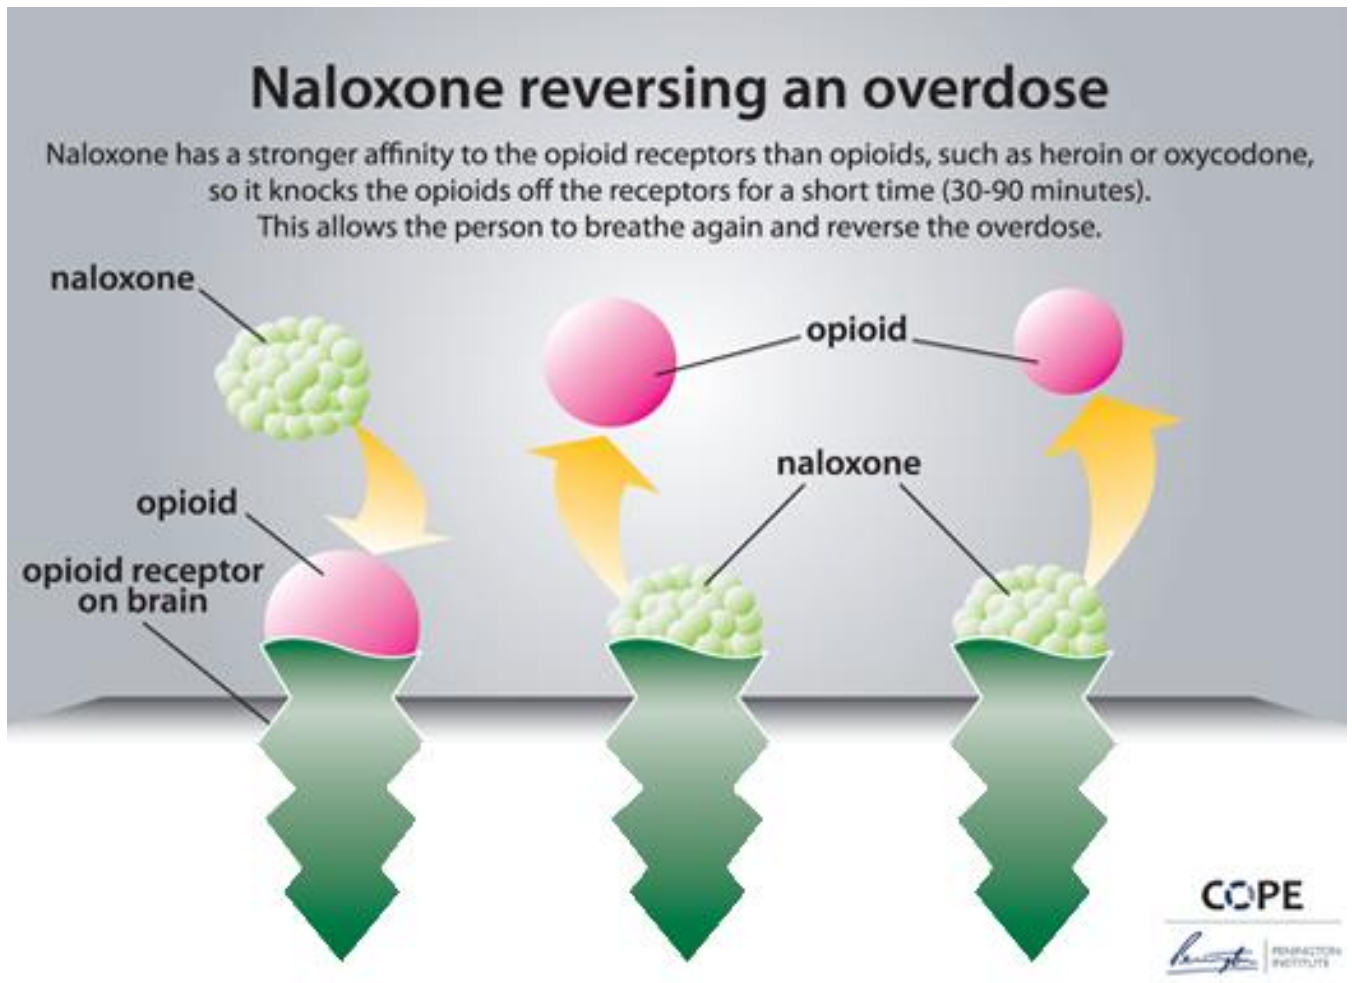 Naloxone reversing an overdose
Naloxone has a stronger affinity to the opioid receptors than opioids, such as heroin or oxycodone,
so it knocks the opioids off the receptors for a short time (30-90 minutes).
This allows the person to breathe again and reverse the overdose.
naloxone
opioid
naloxone
opioid
opioid receptor
on brain
COPE
PENINGTON
INSTITUTE